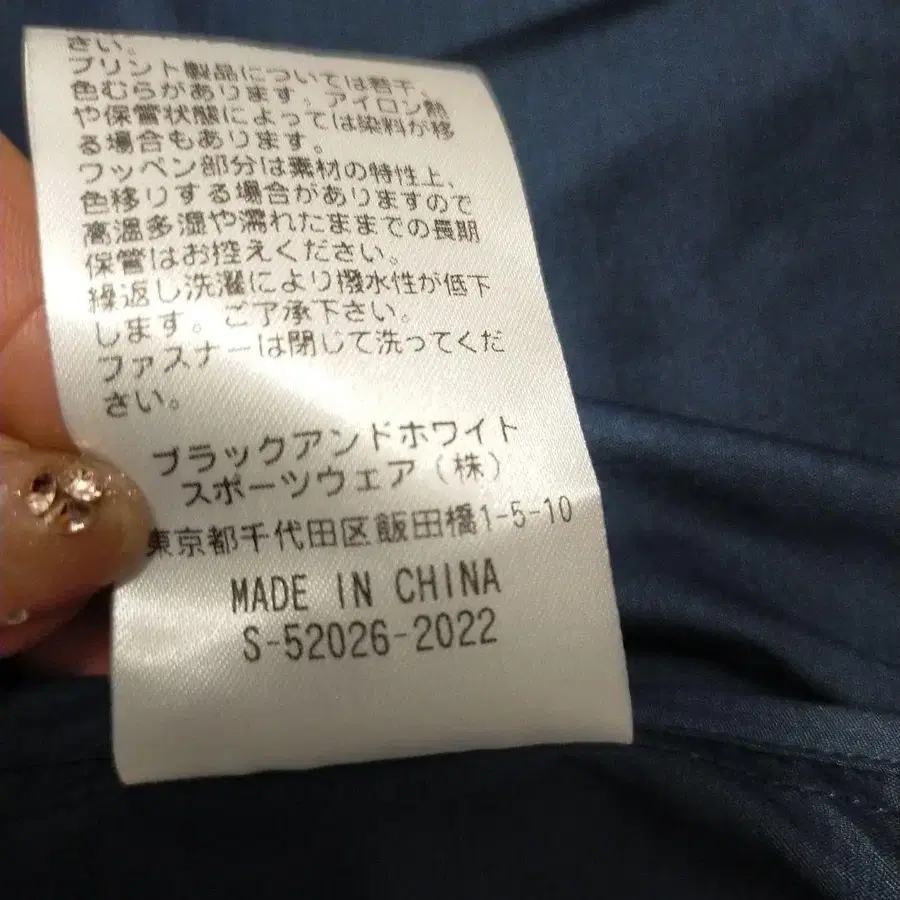 さい。
プリント製品については若干、
色むらがあります。アイロン熱
や保管状態によっては染料が移
る場合もあります。
ワッペン部分は素材の特性上、
色移りする場合がありますので
高温多湿や濡れたままでの長期
保管はお控えください。
繰返し洗濯により撥水性が低下
します。ご了承下さい。
ファスナーは閉じて洗ってくだ
さい。
ブラックアンドホワイト
スポーツウェア(株)
東京都千代田区飯田橋1-5-10
MADE IN CHINA
S-52026-2022